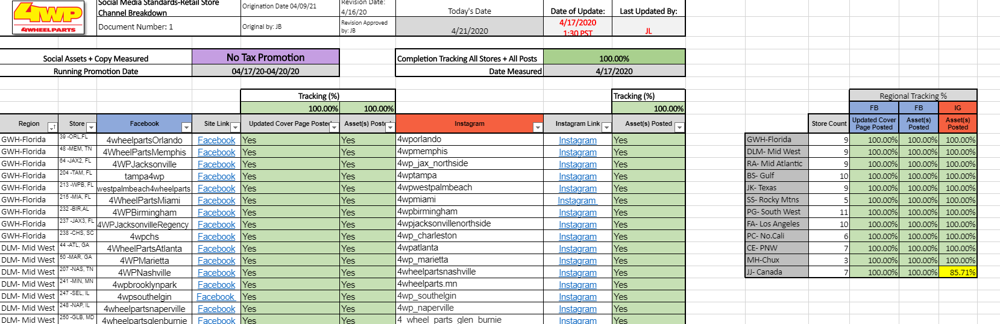 4WP
4WHEELPARTS
Social Media Standards-Retail Store
Channel Breakdown
Document Number: 1
Origination Date 04/09/21
Original by: JB
Revision Date:
4/16/20
Revision Approved
by: JB
Today's Date
4/21/2020
Date of Update:
4/17/2020
1:30 PST
Last Updated By:
JL
Social Assets + Copy Measured No Tax Promotion
Running Promotion Date 04/17/20-04/20/20
Completion Tracking All Stores + All Posts 100.00%
Date Measured 4/17/2020
Tracking (%) Tracking (%)
100.00% 100.00% 100.00%
Region Store Facebook Site Link Updated Cover Page Posted Asset(s) Posted Instagram Instagram Link Asset(s) Posted
GWH-Florida 39 -ORL,FL 4wheelpartsOrlando Facebook Yes Yes 4wporlando Instagram Yes
GWH-Florida 48 -MEM, TN 4WheelPartsMemphis Facebook Yes Yes 4wpmemphis Instagram Yes
GWH-Florida 64 -JAX2, FL 4WPJacksonville Facebook Yes Yes 4wp_jax_northside Instagram Yes
GWH-Florida 204 -TAM, FL tampa4wp Facebook Yes Yes 4wptampa Instagram Yes
GWH-Florida 213 -WPB, FL westpalmbeach4wheelparts Facebook Yes Yes 4wpwestpalmbeach Instagram Yes
GWH-Florida 215 -MIA, FL 4WheelPartsMiami Facebook Yes Yes 4wpmiami Instagram Yes
GWH-Florida 232 -BIR,AL 4WPBirmingham Facebook Yes Yes 4wpbirmingham Instagram Yes
GWH-Florida 237 -JAX3, FL 4WPJacksonvilleRegency Facebook Yes Yes 4wpjacksonvillenorthside Instagram Yes
GWH-Florida 238 -CHS, SC 4wpchs Facebook Yes Yes 4wp_charleston Instagram Yes
DLM- Mid West 44 -ATL, GA 4WheelPartsAtlanta Facebook Yes Yes 4wpatlanta Instagram Yes
DLM- Mid West 50 -MAR, GA 4WPMarietta Facebook Yes Yes 4wp_marietta Instagram Yes
DLM- Mid West 207 -NAS, TN 4WPNashville Facebook Yes Yes 4wheelpartsnashville Instagram Yes
DLM- Mid West 241 -MIN, MN 4wpbrooklynpark Facebook Yes Yes 4wheelparts.mn Instagram Yes
DLM- Mid West 247 -SEL, IL 4wpsouthelgin Facebook Yes Yes 4wp_southelgin Instagram Yes
DLM- Mid West 248 -NAP, IL 4wheelpartsnaperville Facebook Yes Yes 4wp_naperville Instagram Yes
DLM- Mid West 250 -GLB, MD 4wheelpartsglenburnie Facebook Yes Yes 4_wheel_parts_glen_burnie Instagram Yes
Regional Tracking %
FB FB IG
Store Count Updated Cover Page Posted Asset(s) Posted Asset(s) Posted
GWH-Florida 9 100.00% 100.00% 100.00%
DLM- Mid West 9 100.00% 100.00% 100.00%
RA- Mid Atlantic 9 100.00% 100.00% 100.00%
BS- Gulf 10 100.00% 100.00% 100.00%
JK- Texas 9 100.00% 100.00% 100.00%
SS- Rocky Mtns 5 100.00% 100.00% 100.00%
PG- South West 11 100.00% 100.00% 100.00%
FA- Los Angeles 10 100.00% 100.00% 100.00%
PC- No.Cali 6 100.00% 100.00% 100.00%
CE- PNW 7 100.00% 100.00% 100.00%
MH-Chux 3 100.00% 100.00% 100.00%
JJ- Canada 7 100.00% 100.00% 85.71%